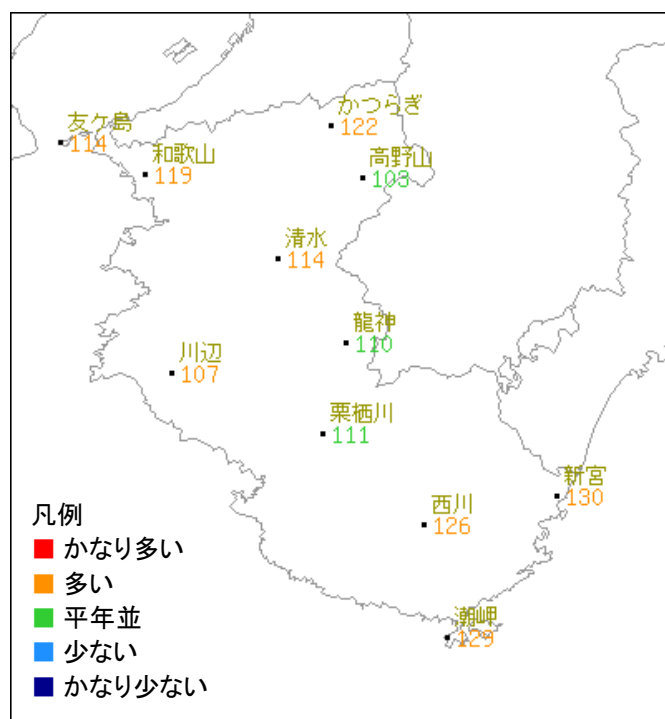 かつらぎ
122
友ケ島
114
和歌山
119
高野山
103
清水
114
龍神
110
川辺
107
栗栖川
111
新宮
130
西川
126
潮岬
129
凡例
かなり多い
多い
平年並
少ない
かなり少ない